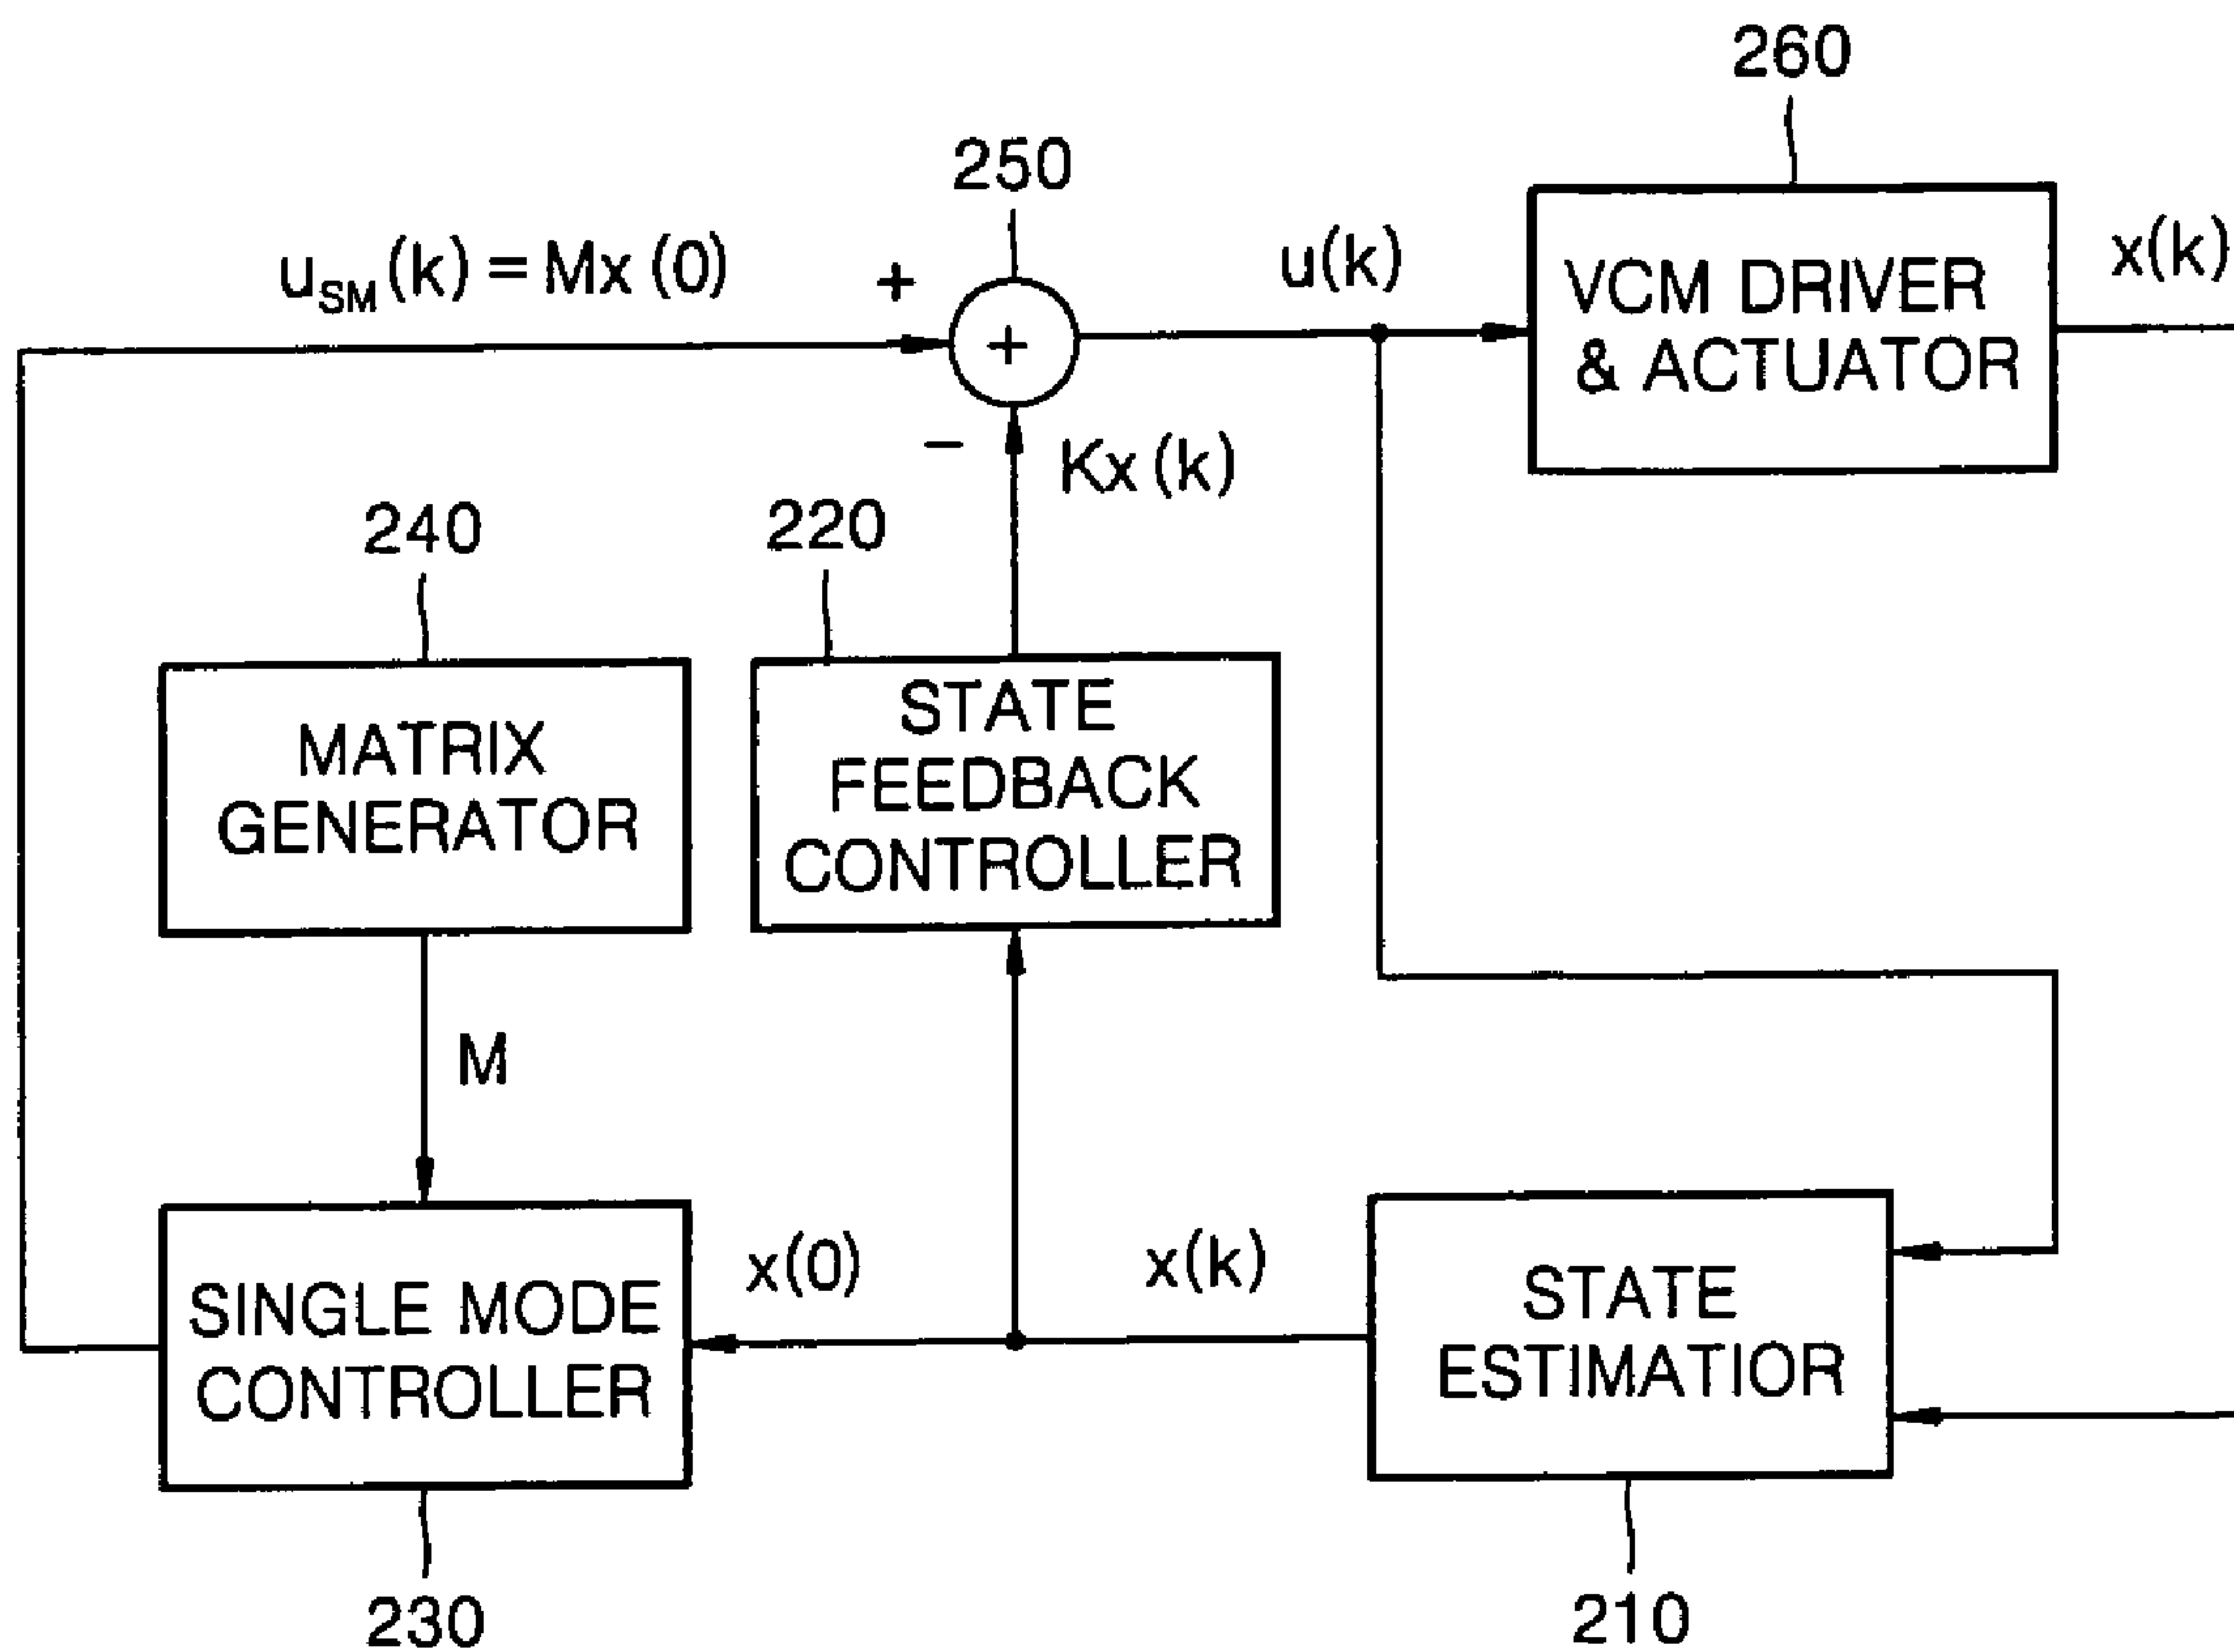 260
250
u_SM(k) = Mx(0)
+
u(k)
VCM DRIVER
& ACTUATOR
x(k)
+
−
Kx(k)
240
220
MATRIX
GENERATOR
STATE
FEEDBACK
CONTROLLER
M
x(0)
x(k)
SINGLE MODE
CONTROLLER
STATE
ESTIMATIOR
230
210